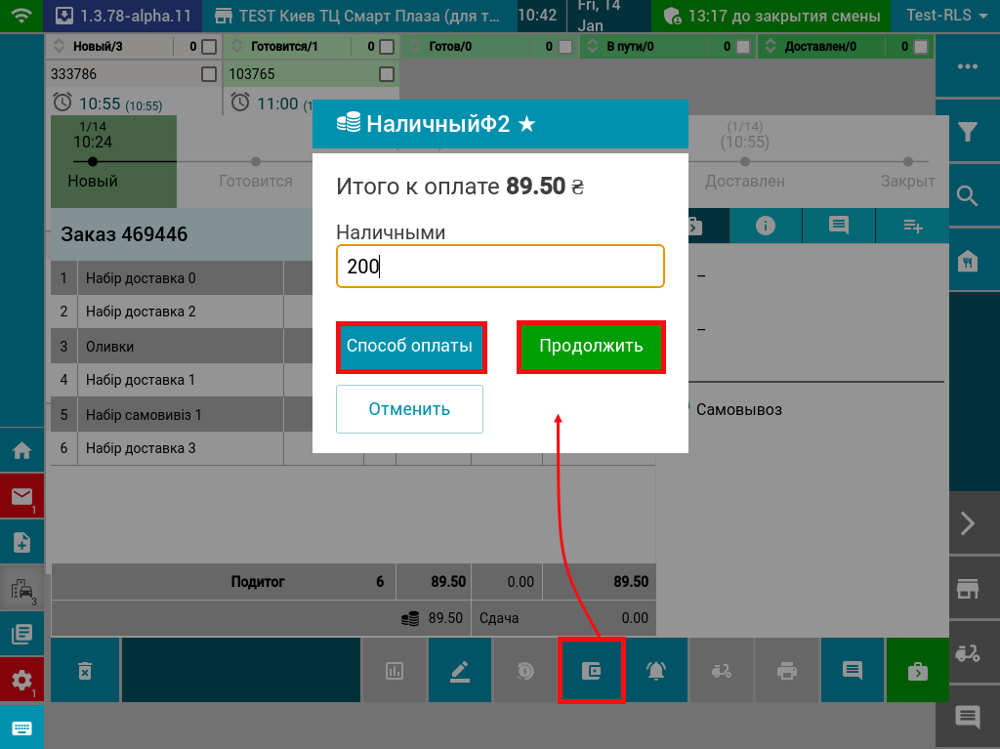 1.3.78-alpha.11
TEST Киев ТЦ Смарт Плаза (для т...
10:42
Fri, 14
Jan
13:17 до закрытия смены
Test-RLS
Новый/3 0
Готовится/1 0
Готов/0 0
В пути/0 0
Доставлен/0 0
333786
103765
10:55 (10:55)
11:00
1/14
10:24
Новый
Готовится
(1/14)
(10:55)
Доставлен
Закрыт
НаличныйФ2 ★
Итого к оплате 89.50 ₴
Наличными
200
Способ оплаты
Продолжить
Отменить
Заказ 469446
1 Набір доставка 0
2 Набір доставка 2
3 Оливки
4 Набір доставка 1
5 Набір самовивіз 1
6 Набір доставка 3
–
–
Самовывоз
Подитог 6 89.50 0.00 89.50
89.50 Сдача 0.00
1
3
1